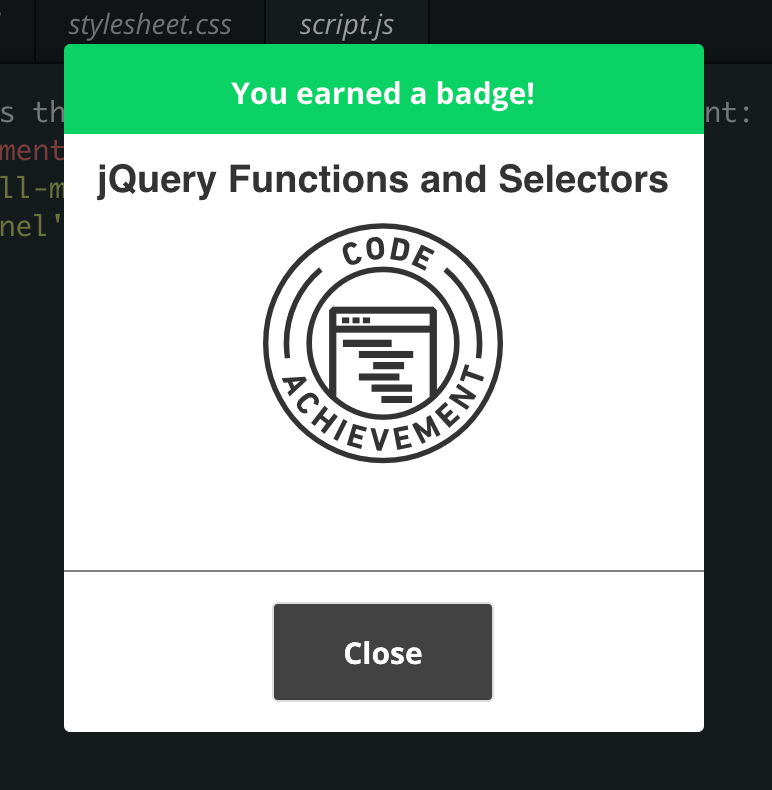 stylesheet.css script.js
You earned a badge!
s th nt:
ment
jQuery Functions and Selectors
ll-m
nel'
CODE
ACHIEVEMENT
Close